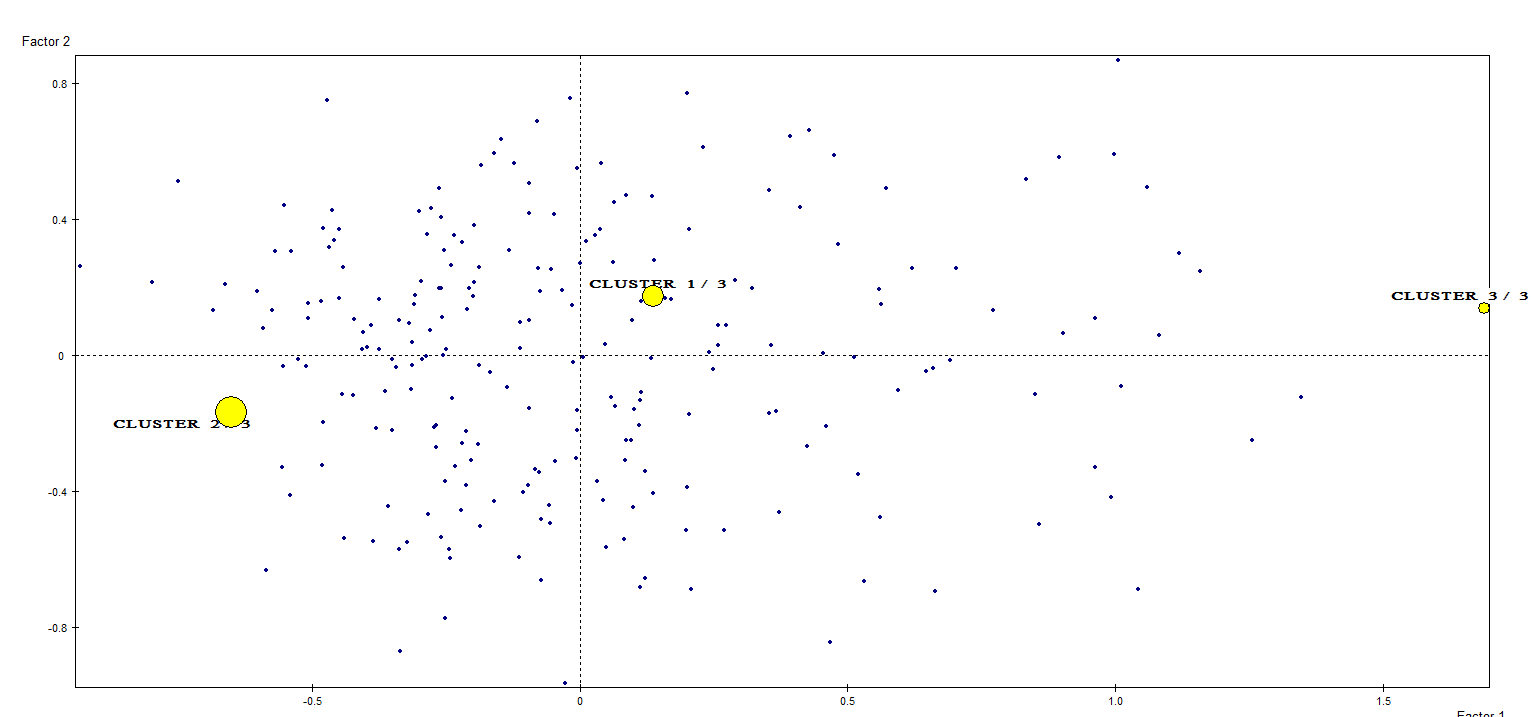 Factor 2
0.8
0.4
CLUSTER 1 / 3
CLUSTER 3 / 3
0
CLUSTER 2 / 3
-0.4
-0.8
-0.5 0 0.5 1.0 1.5
Factor 1